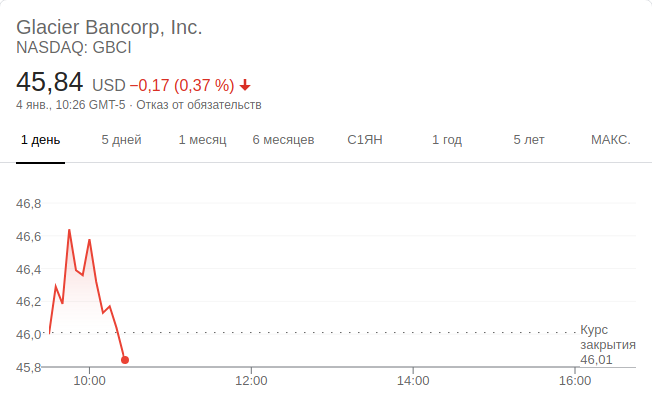 Glacier Bancorp, Inc.
NASDAQ: GBCI
45,84 USD −0,17 (0,37 %)
4 янв., 10:26 GMT-5 · Отказ от обязательств
1 день 5 дней 1 месяц 6 месяцев С1ЯН 1 год 5 лет МАКС.
46,8
46,6
46,4
46,2
46,0
45,8
Курс
закрытия
46,01
10:00 12:00 14:00 16:00